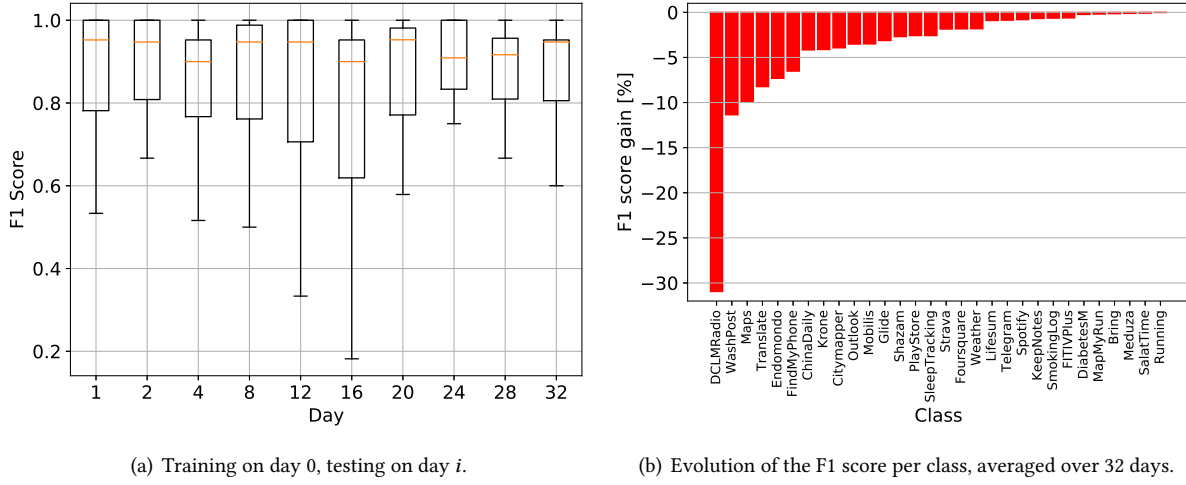 1.0
0.8
0.6
0.4
0.2
F1 Score
1 2 4 8 12 16 20 24 28 32
Day
(a) Training on day 0, testing on day i.
0
−5
−10
−15
−20
−25
−30
F1 score gain [%]
DCLMRadio
WashPost
Maps
Translate
Endomondo
FindMyPhone
ChinaDaily
Krone
Citymapper
Outlook
Mobilis
Glide
Shazam
PlayStore
SleepTracking
Strava
Foursquare
Weather
Lifesum
Telegram
Spotify
KeepNotes
SmokingLog
FITIVPlus
DiabetesM
MapMyRun
Bring
Meduza
SalatTime
Running
Class
(b) Evolution of the F1 score per class, averaged over 32 days.